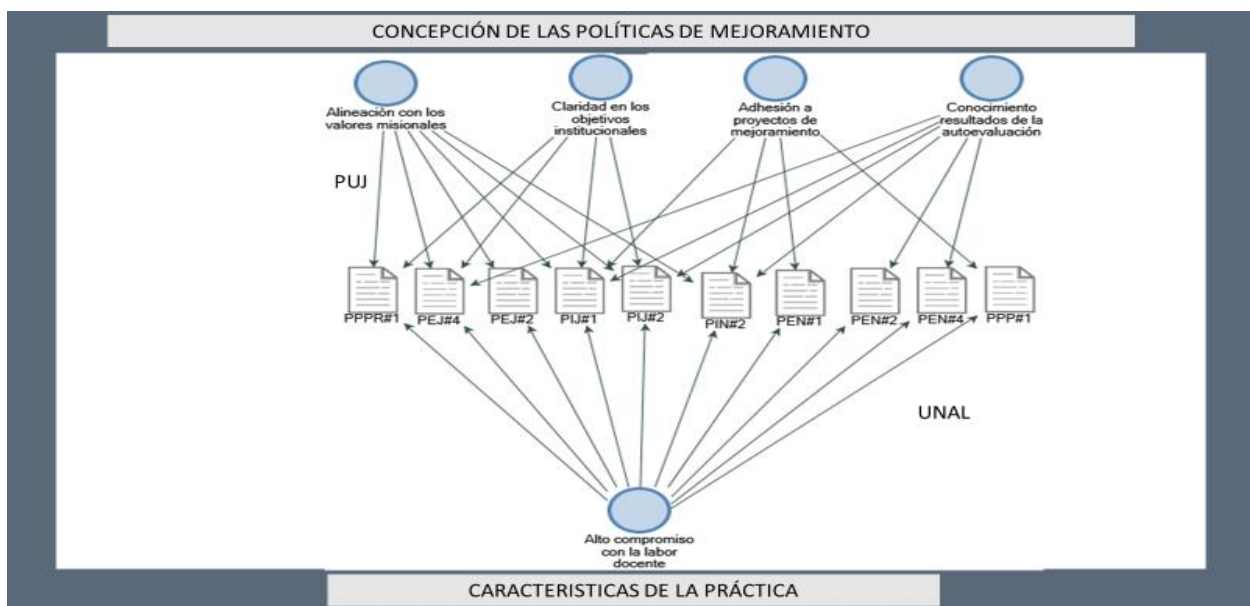 CONCEPCIÓN DE LAS POLÍTICAS DE MEJORAMIENTO
Alineaciòn con los
valores misionales
Claridad en los
objetivos
institucionales
Adhesión a
proyectos de
mejoramiento
Conocimiento
resultados de la
autoevaluación
PUJ
PPPR#1
PEJ#4
PEJ#2
PIJ#1
PIJ#2
PIN#2
PEN#1
PEN#2
PEN#4
PPP#1
UNAL
Alto compromiso
con la labor
docente
CARACTERISTICAS DE LA PRÁCTICA